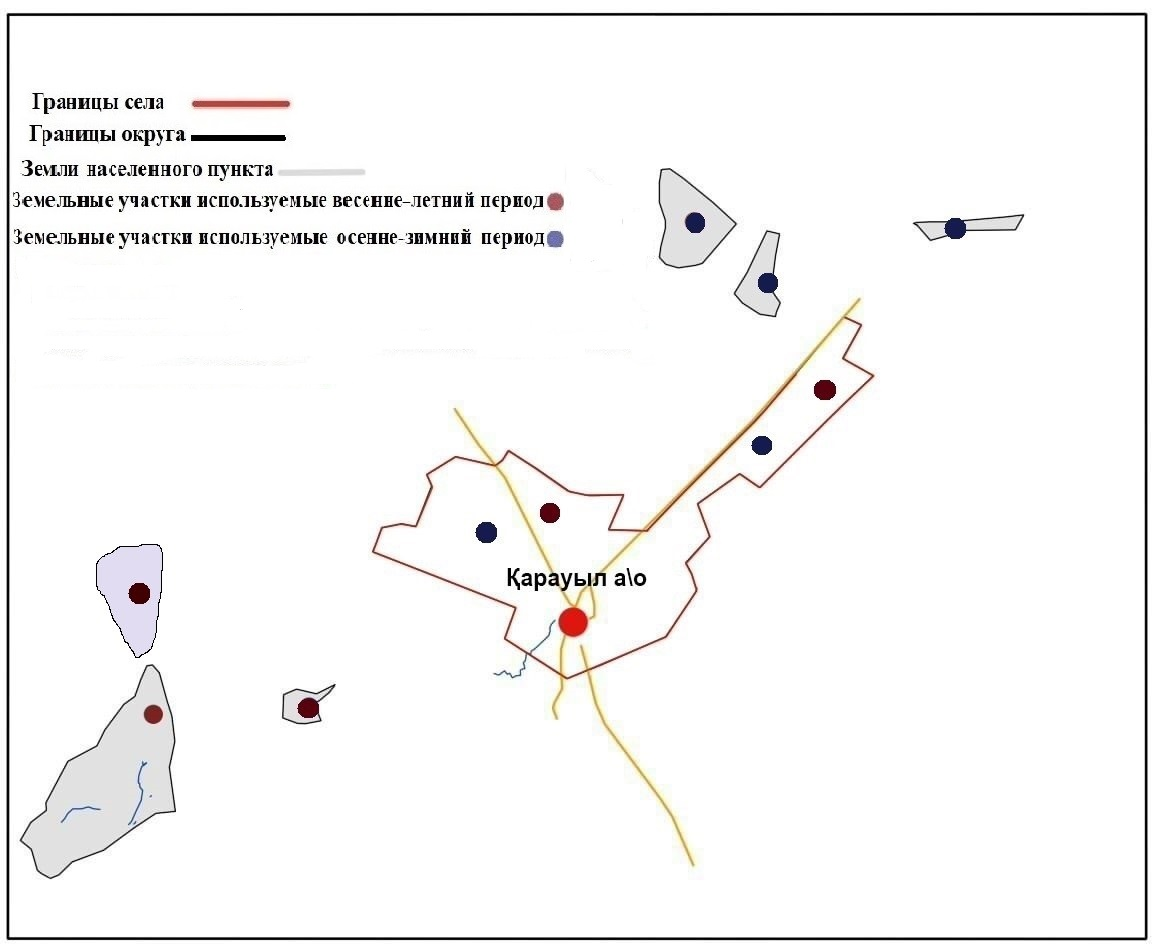 Границы села
Границы округа
Земли населенного пункта
Земельные участки используемые весенне-летний период
Земельные участки используемые осенне-зимний период
Қарауыл а\о